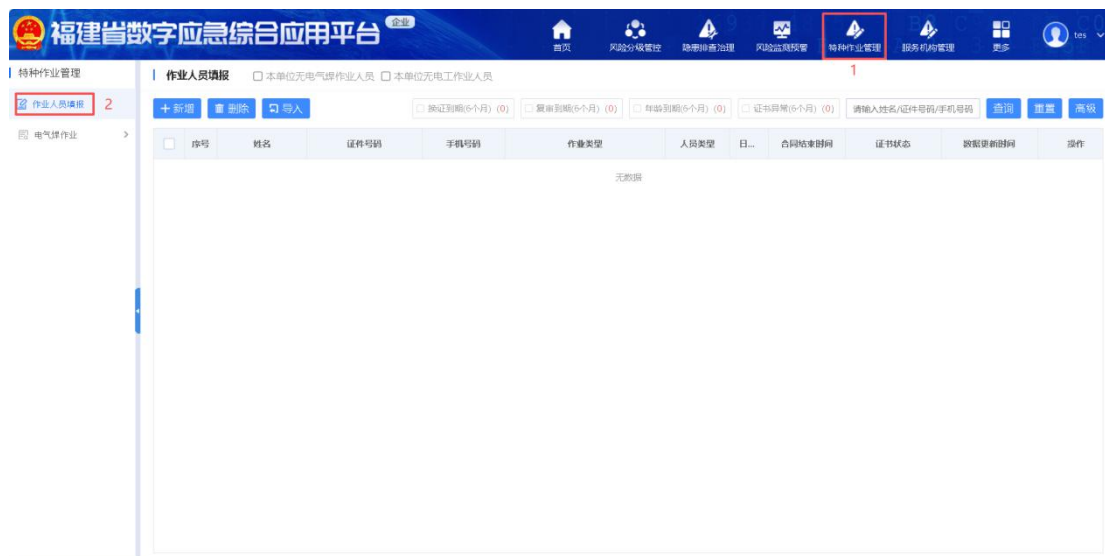 福建省数字应急综合应用平台 企业
首页 风险分级管控 隐患排查治理 风险监测预警 特种作业管理 服务机构管理 更多 tes
1
特种作业管理
作业人员填报 2
电气焊作业
作业人员填报 本单位无电气焊作业人员 本单位无电工作业人员
新增 删除 导入 换证到期(6个月) (0) 复审到期(6个月) (0) 年龄到期(6个月) (0) 证书异常(6个月) (0) 请输入姓名/证件号码/手机号码 查询 重置 高级
序号 姓名 证件号码 手机号码 作业类型 人员类型 日... 合同结束时间 证书状态 数据更新时间 操作
无数据